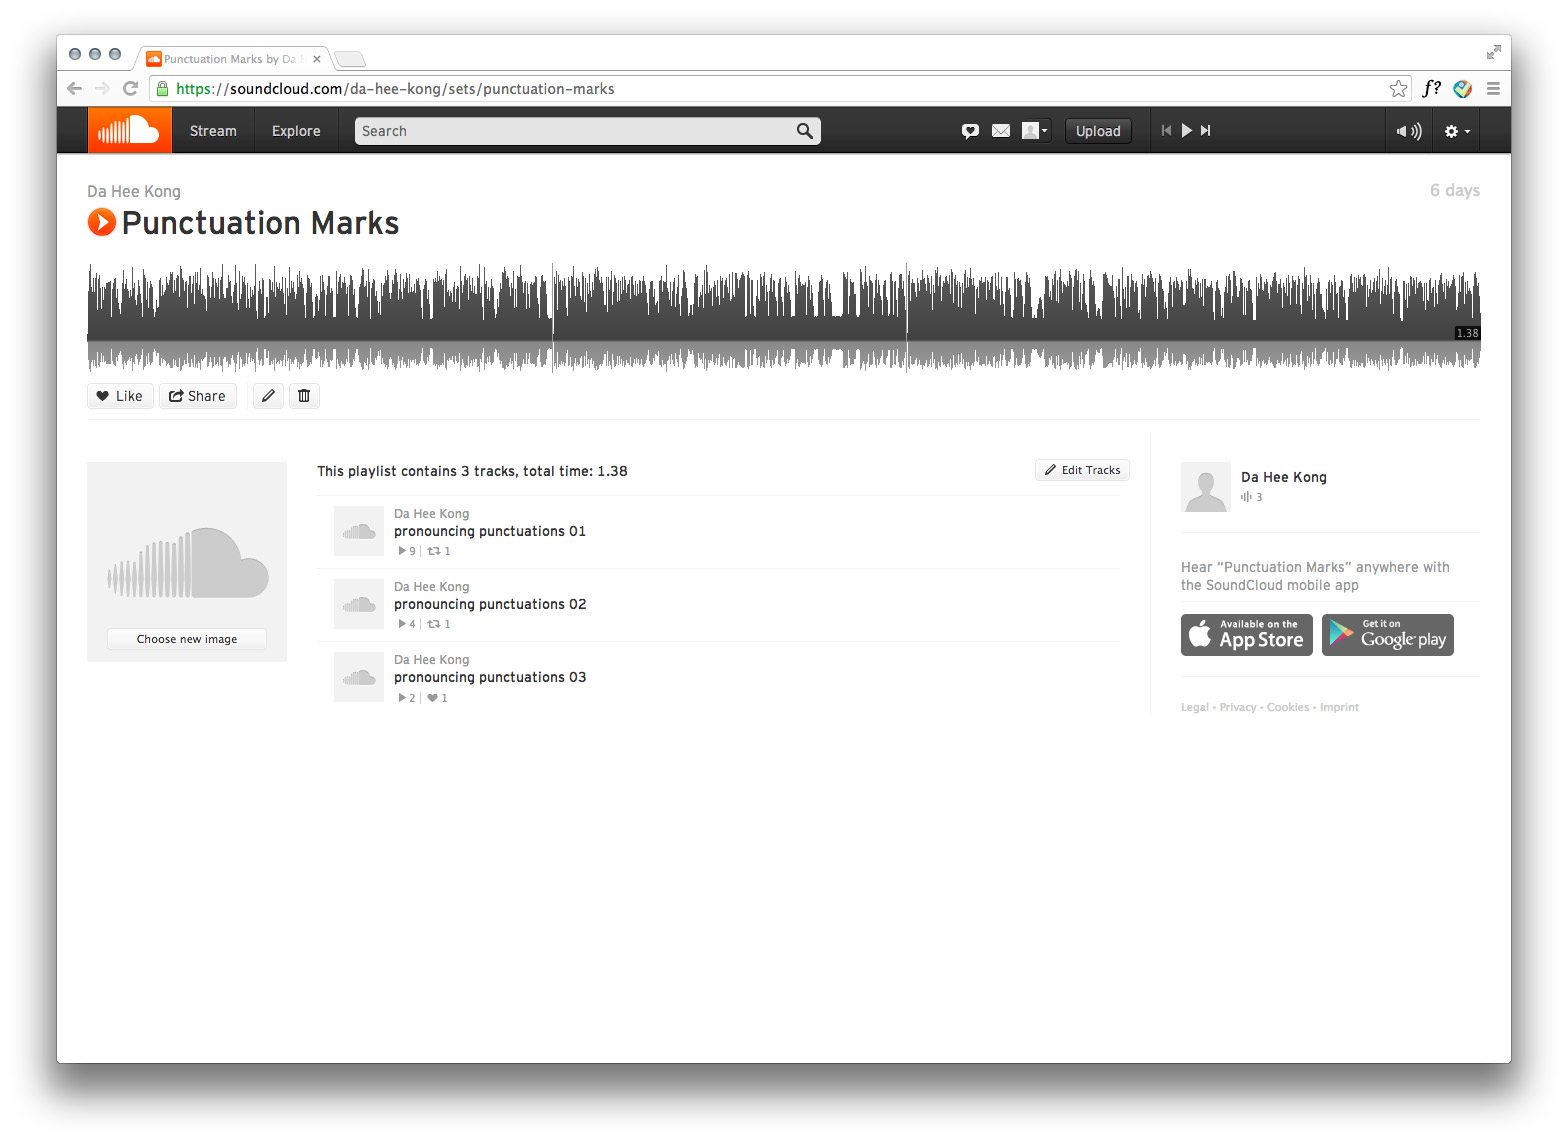 Punctuation Marks by Da
https://soundcloud.com/da-hee-kong/sets/punctuation-marks
f?
Stream
Explore
Search
Upload
Da Hee Kong
6 days
Punctuation Marks
1.38
Like
Share
This playlist contains 3 tracks, total time: 1.38
Edit Tracks
Da Hee Kong
pronouncing punctuations 01
9
1
Da Hee Kong
pronouncing punctuations 02
4
1
Da Hee Kong
pronouncing punctuations 03
2
1
Choose new image
Da Hee Kong
3
Hear “Punctuation Marks” anywhere with
the SoundCloud mobile app
Available on the
App Store
Get it on
Google play
Legal - Privacy - Cookies - Imprint